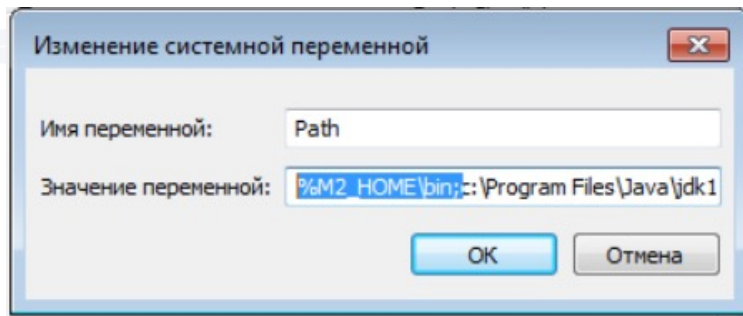 Изменение системной переменной
Имя переменной: Path
Значение переменной: %M2_HOME\bin;c:\Program Files\Java\jdk1
OK Отмена